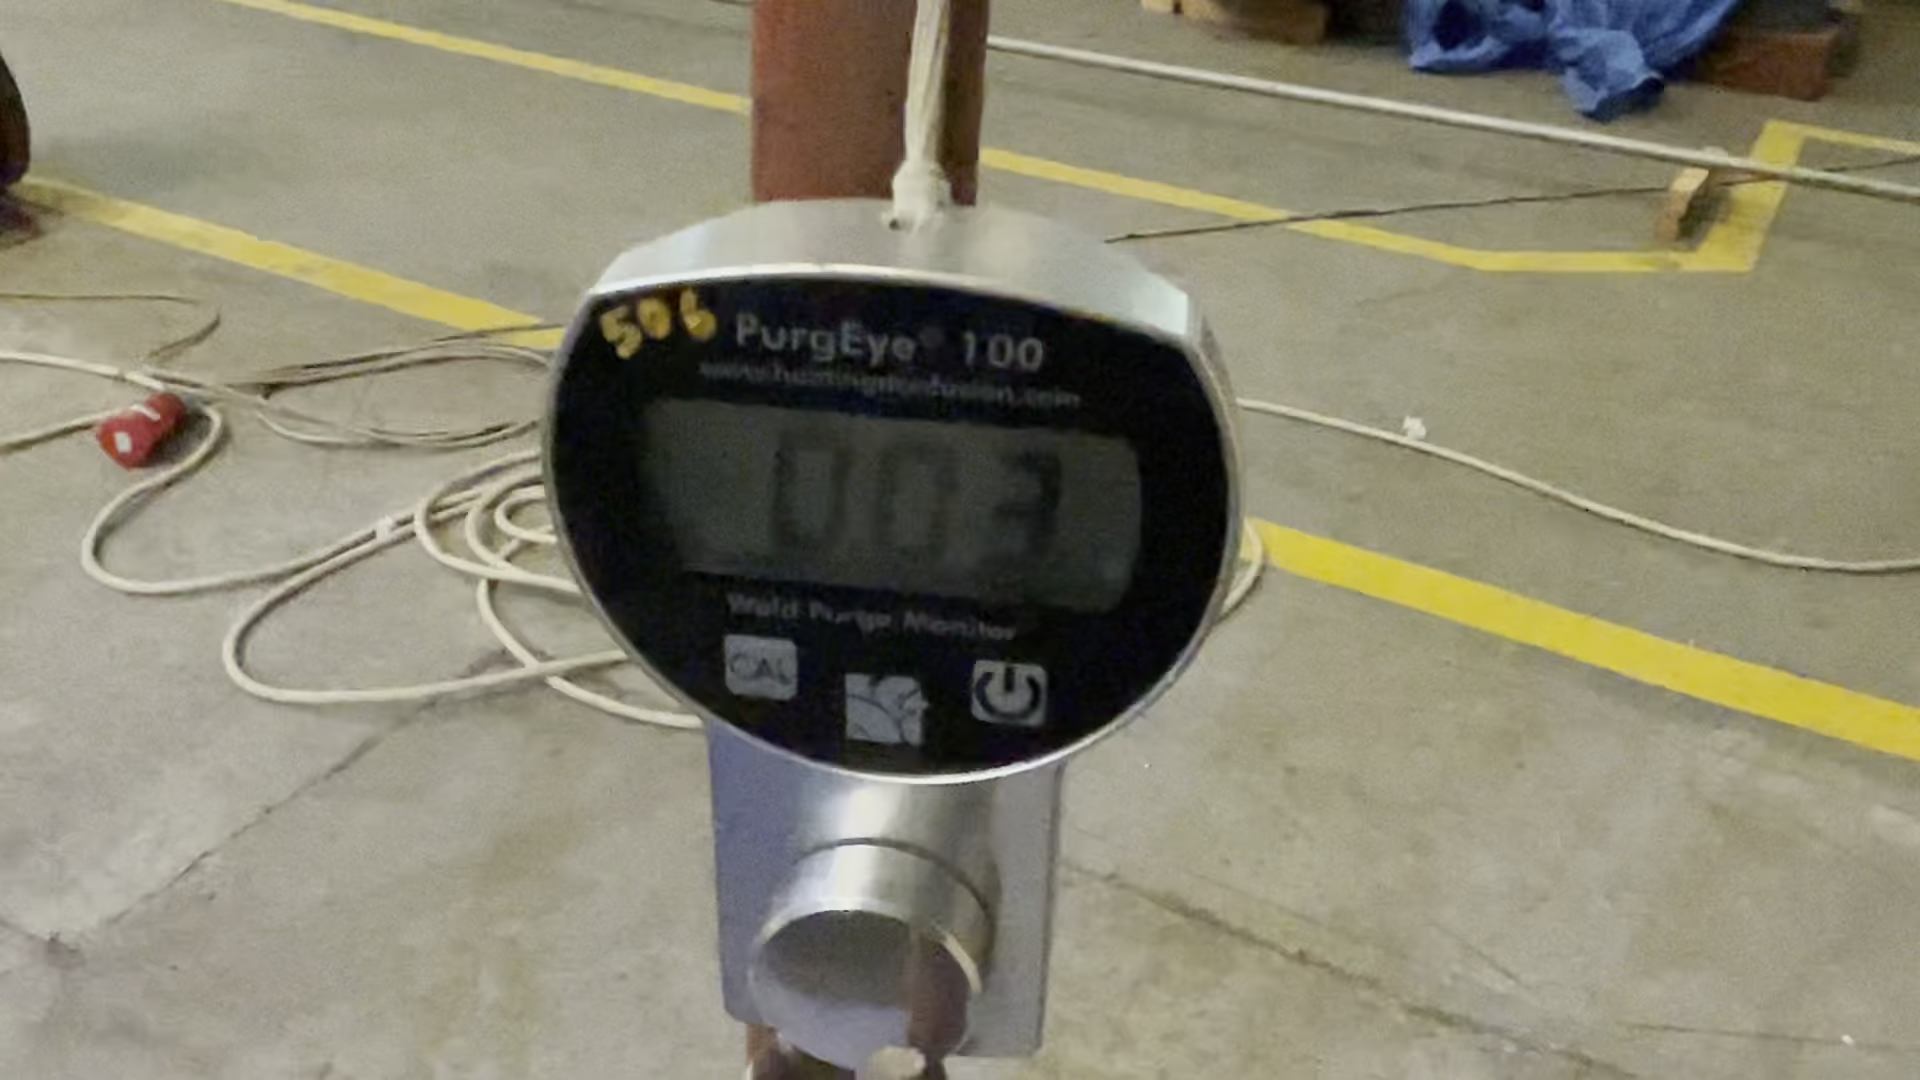 506
PurgEye® 100
www.huntingdonfusion.com
003
Weld Purge Monitor
CAL